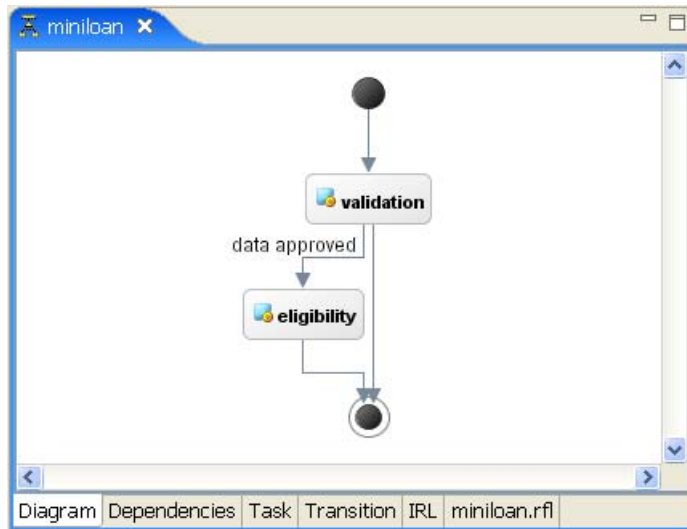 miniloan
validation
data approved
eligibility
Diagram Dependencies Task Transition IRL miniloan.rfl